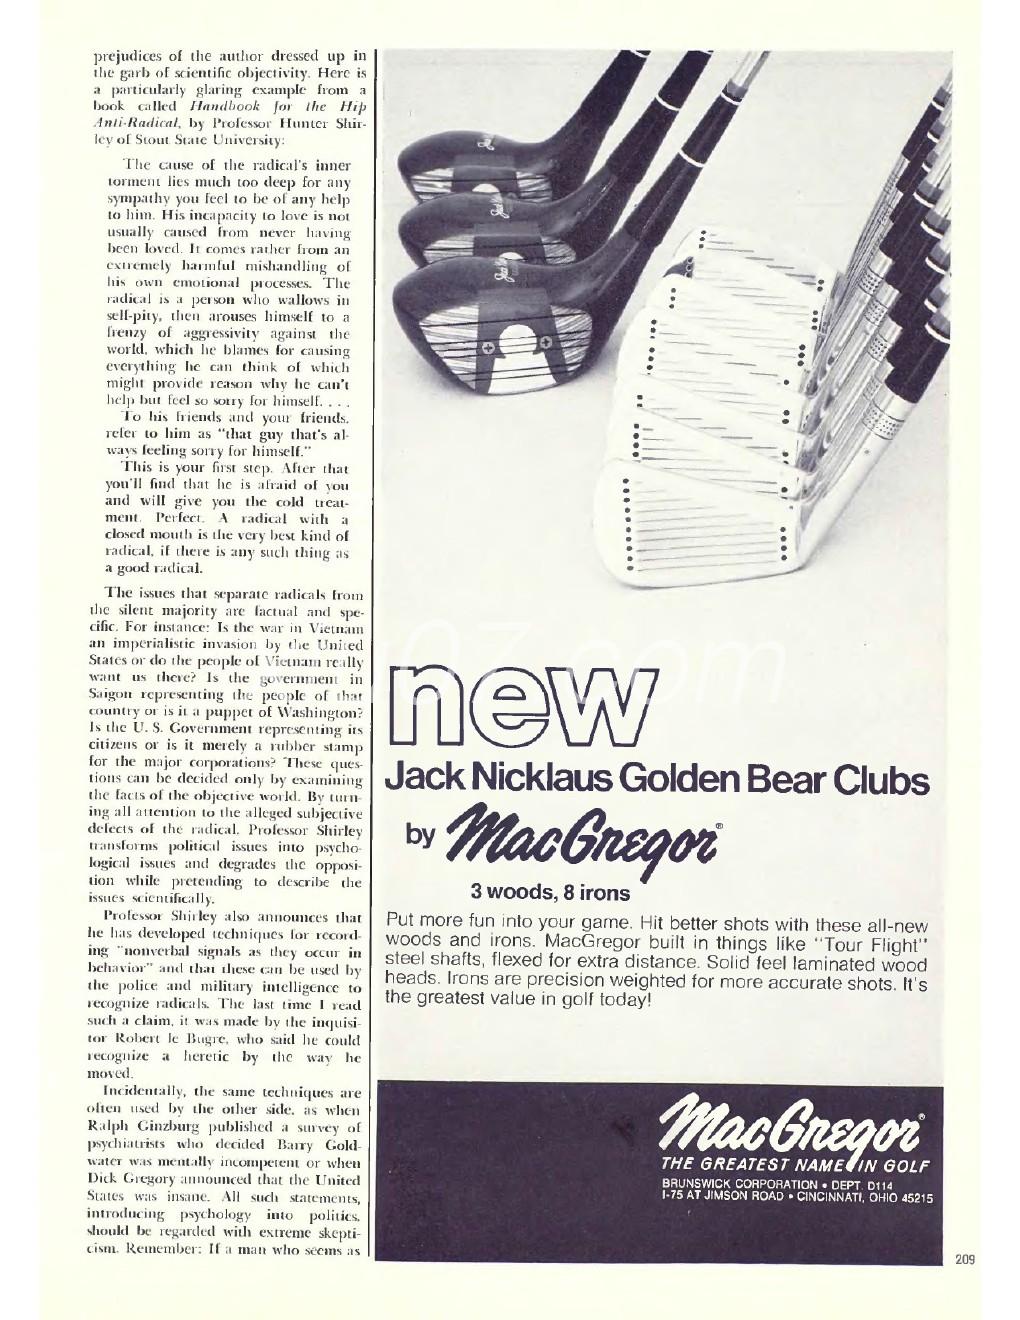 prejudices of the author dressed up in
the garb of scientific objectivity. Here is
a particularly glaring example from a
book called Handbook for the Hip
Anti-Radical, by Professor Hunter Shir-
ley of Stout State University:
The cause of the radical's inner
torment lies much too deep for any
sympathy you feel to be of any help
to him. His incapacity to love is not
usually caused from never having
been loved. It comes rather from an
extremely harmful mishandling of
his own emotional processes. The
radical is a person who wallows in
self-pity, then arouses himself to a
frenzy of aggressivity against the
world, which he blames for causing
everything he can think of which
might provide reason why he can't
help but feel so sorry for himself. . . .
To his friends and your friends,
refer to him as "that guy that's al-
ways feeling sorry for himself."
This is your first step. After that
you'll find that he is afraid of you
and will give you the cold treat-
ment. Perfect. A radical with a
closed mouth is the very best kind of
radical, if there is any such thing as
a good radical.
The issues that separate radicals from
the silent majority are factual and spe-
cific. For instance: Is the war in Vietnam
an imperialistic invasion by the United
States or do the people of Vietnam really
want us there? Is the government in
Saigon representing the people of that
country or is it a puppet of Washington?
Is the U. S. Government representing its
citizens or is it merely a rubber stamp
for the major corporations? These ques-
tions can be decided only by examining
the facts of the objective world. By turn-
ing all attention to the alleged subjective
defects of the radical, Professor Shirley
transforms political issues into psycho-
logical issues and degrades the opposi-
tion while pretending to describe the
issues scientifically.
Professor Shirley also announces that
he has developed techniques for record-
ing "nonverbal signals as they occur in
behavior" and that these can be used by
the police and military intelligence to
recognize radicals. The last time I read
such a claim, it was made by the inquisi-
tor Robert le Bugre, who said he could
recognize a heretic by the way he
moved.
Incidentally, the same techniques are
often used by the other side, as when
Ralph Ginzburg published a survey of
psychiatrists who decided Barry Gold-
water was mentally incompetent or when
Dick Gregory announced that the United
States was insane. All such statements,
introducing psychology into politics,
should be regarded with extreme skepti-
cism. Remember: If a man who seems as
new
Jack Nicklaus Golden Bear Clubs
by MacGregor®
3 woods, 8 irons
Put more fun into your game. Hit better shots with these all-new
woods and irons. MacGregor built in things like "Tour Flight"
steel shafts, flexed for extra distance. Solid feel laminated wood
heads. Irons are precision weighted for more accurate shots. It's
the greatest value in golf today!
MacGregor®
THE GREATEST NAME IN GOLF
BRUNSWICK CORPORATION • DEPT. D114
I-75 AT JIMSON ROAD • CINCINNATI, OHIO 45215
209